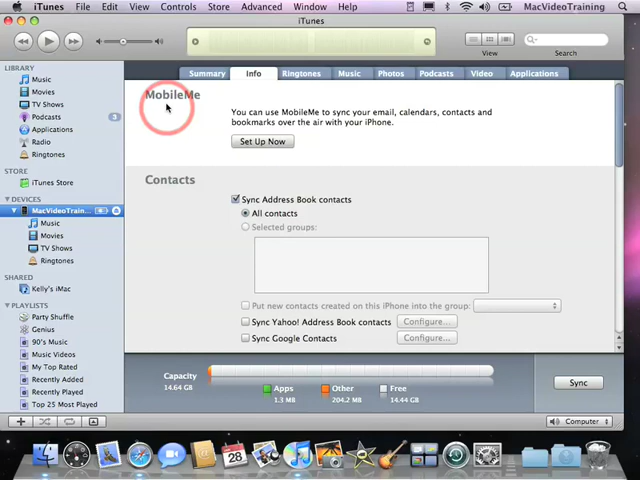 iTunes File Edit View Controls Store Advanced Window Help MacVideoTraining
iTunes
View
Search
LIBRARY
Music
Movies
TV Shows
Podcasts 3
Applications
Radio
Ringtones
STORE
iTunes Store
DEVICES
MacVideoTrain...
Music
Movies
TV Shows
Ringtones
SHARED
Kelly's iMac
PLAYLISTS
Party Shuffle
Genius
90's Music
Music Videos
My Top Rated
Recently Added
Recently Played
Top 25 Most Played
Summary Info Ringtones Music Photos Podcasts Video Applications
MobileMe
You can use MobileMe to sync your email, calendars, contacts and
bookmarks over the air with your iPhone.
Set Up Now
Contacts
Sync Address Book contacts
All contacts
Selected groups:
Put new contacts created on this iPhone into the group:
Sync Yahoo! Address Book contacts Configure...
Sync Google Contacts Configure...
Capacity
14.64 GB
Apps
1.3 MB
Other
204.2 MB
Free
14.44 GB
Sync
Computer
28